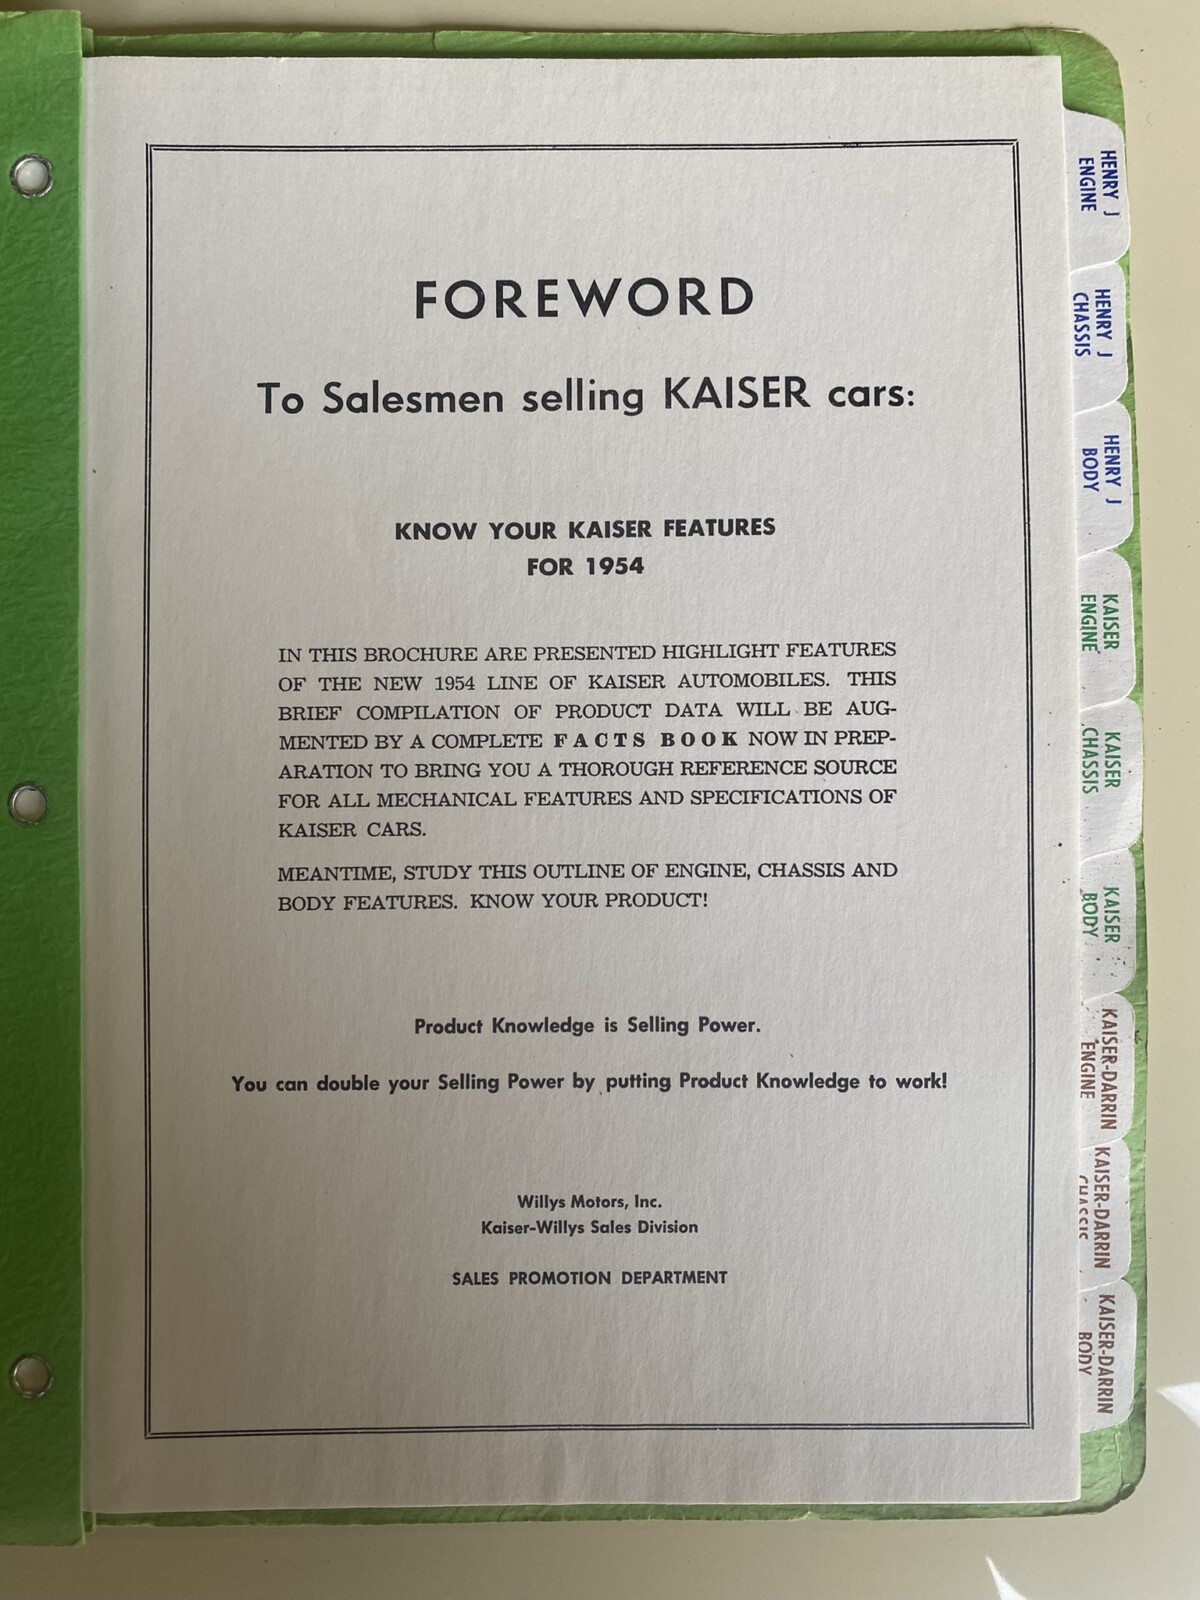 FOREWORD
To Salesmen selling KAISER cars:
KNOW YOUR KAISER FEATURES
FOR 1954
IN THIS BROCHURE ARE PRESENTED HIGHLIGHT FEATURES
OF THE NEW 1954 LINE OF KAISER AUTOMOBILES. THIS
BRIEF COMPILATION OF PRODUCT DATA WILL BE AUG-
MENTED BY A COMPLETE FACTS BOOK NOW IN PREP-
ARATION TO BRING YOU A THOROUGH REFERENCE SOURCE
FOR ALL MECHANICAL FEATURES AND SPECIFICATIONS OF
KAISER CARS.
MEANTIME, STUDY THIS OUTLINE OF ENGINE, CHASSIS AND
BODY FEATURES. KNOW YOUR PRODUCT!
Product Knowledge is Selling Power.
You can double your Selling Power by putting Product Knowledge to work!
Willys Motors, Inc.
Kaiser-Willys Sales Division
SALES PROMOTION DEPARTMENT
HENRY J
ENGINE
HENRY J
CHASSIS
HENRY J
BODY
KAISER
ENGINE
KAISER
CHASSIS
KAISER
BODY
KAISER-DARRIN
ENGINE
KAISER-DARRIN
CHASSIS
KAISER-DARRIN
BODY